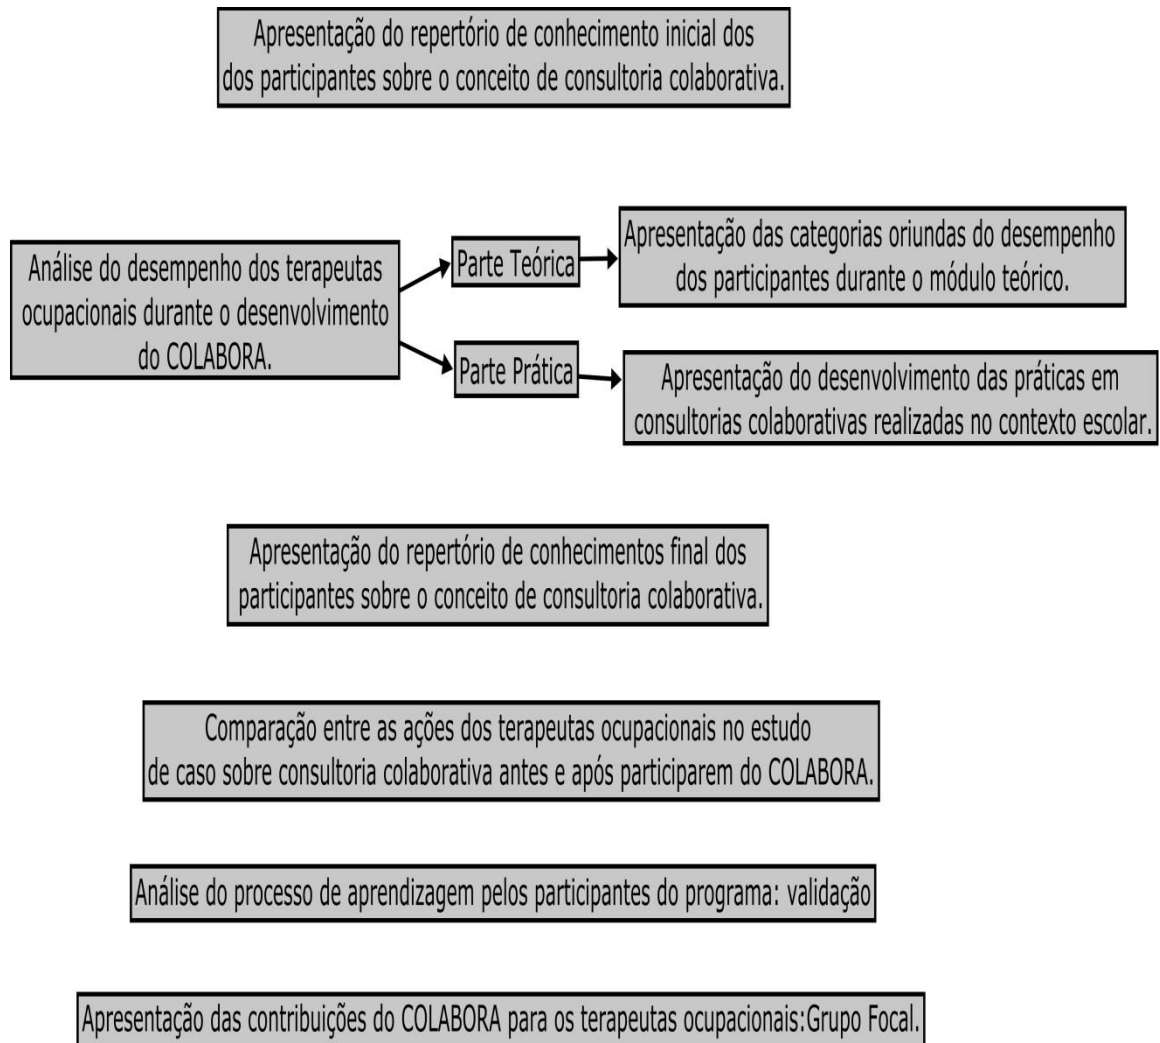 Apresentação do repertório de conhecimento inicial dos
dos participantes sobre o conceito de consultoria colaborativa.
Análise do desempenho dos terapeutas
ocupacionais durante o desenvolvimento
do COLABORA.
Parte Teórica
Apresentação das categorias oriundas do desempenho
dos participantes durante o módulo teórico.
Parte Prática
Apresentação do desenvolvimento das práticas em
consultorias colaborativas realizadas no contexto escolar.
Apresentação do repertório de conhecimentos final dos
participantes sobre o conceito de consultoria colaborativa.
Comparação entre as ações dos terapeutas ocupacionais no estudo
de caso sobre consultoria colaborativa antes e após participarem do COLABORA.
Análise do processo de aprendizagem pelos participantes do programa: validação
Apresentação das contribuições do COLABORA para os terapeutas ocupacionais:Grupo Focal.